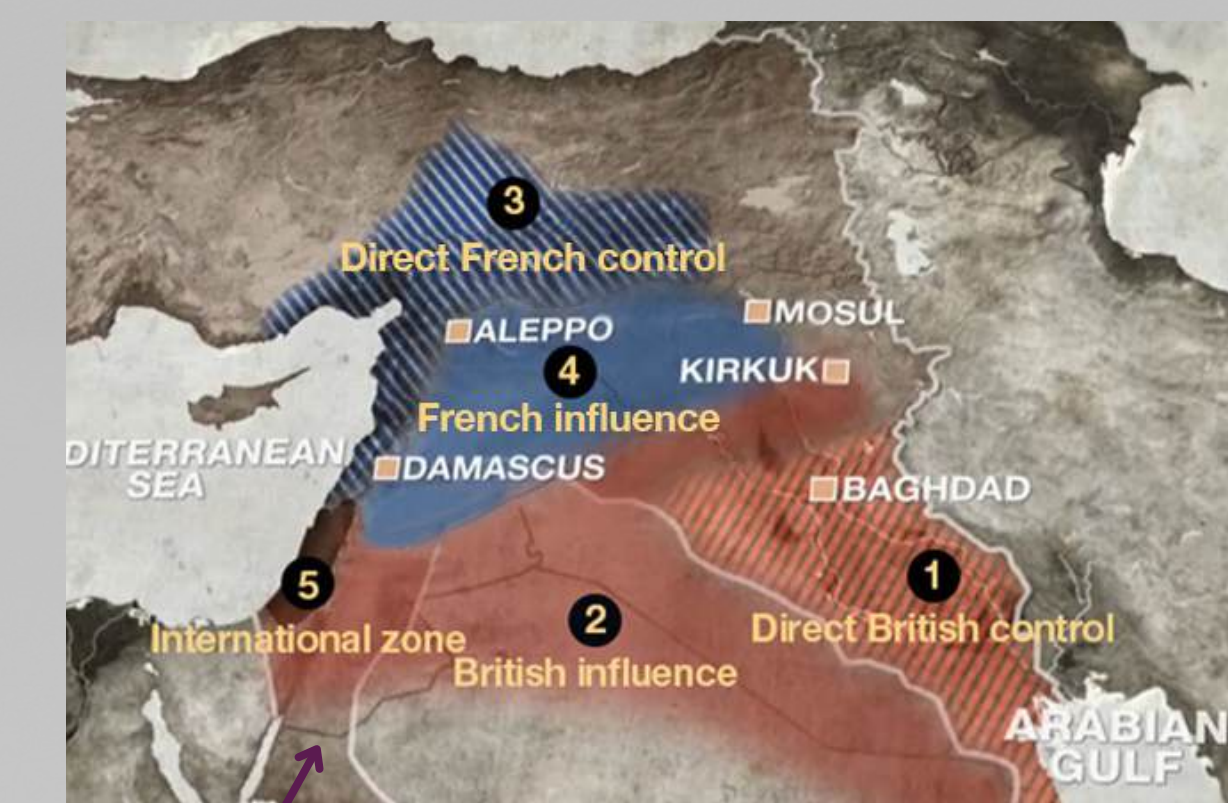 3
Direct French control
ALEPPO
MOSUL
4
KIRKUK
French influence
DITERRANEAN
SEA
DAMASCUS
BAGHDAD
5
1
2
International zone
Direct British control
British influence
ARABIAN
GULF